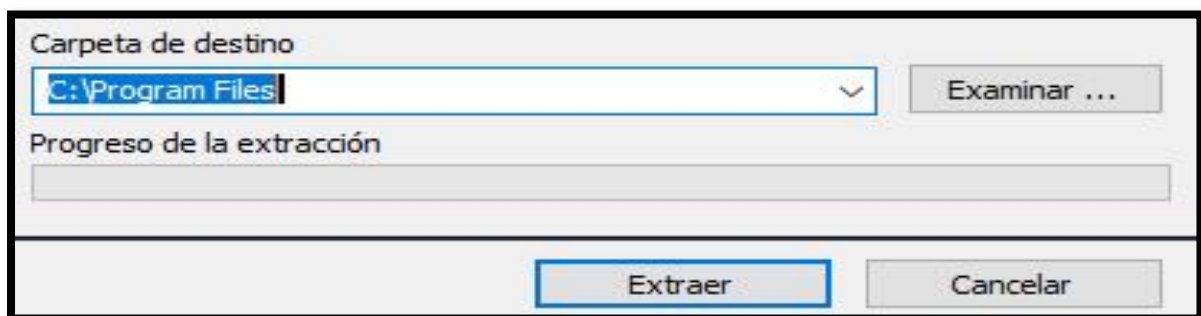 Carpeta de destino
C:\Program Files
Examinar ...
Progreso de la extracción
Extraer
Cancelar